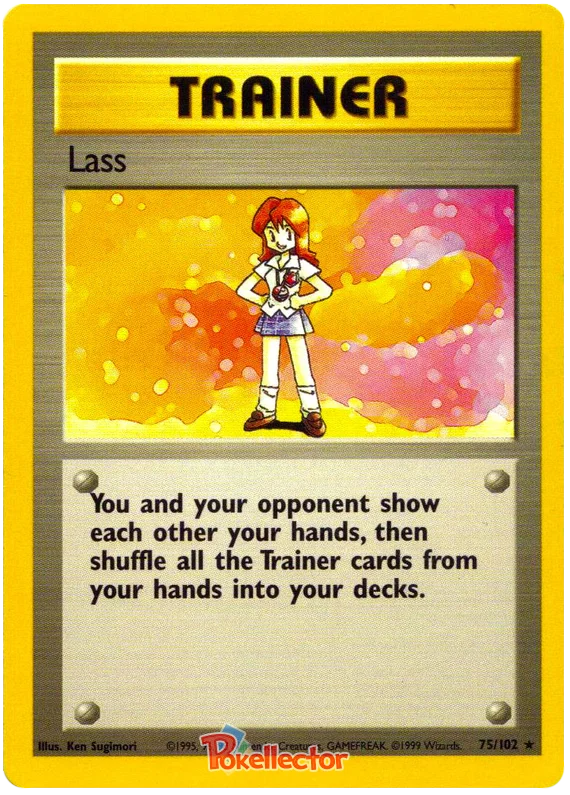 TRAINER
Lass
You and your opponent show
each other your hands, then
shuffle all the Trainer cards from
your hands into your decks.
Illus. Ken Sugimori ©1995, Creatures, GAMEFREAK. ©1999 Wizards. 75/102 ★
Pokellector